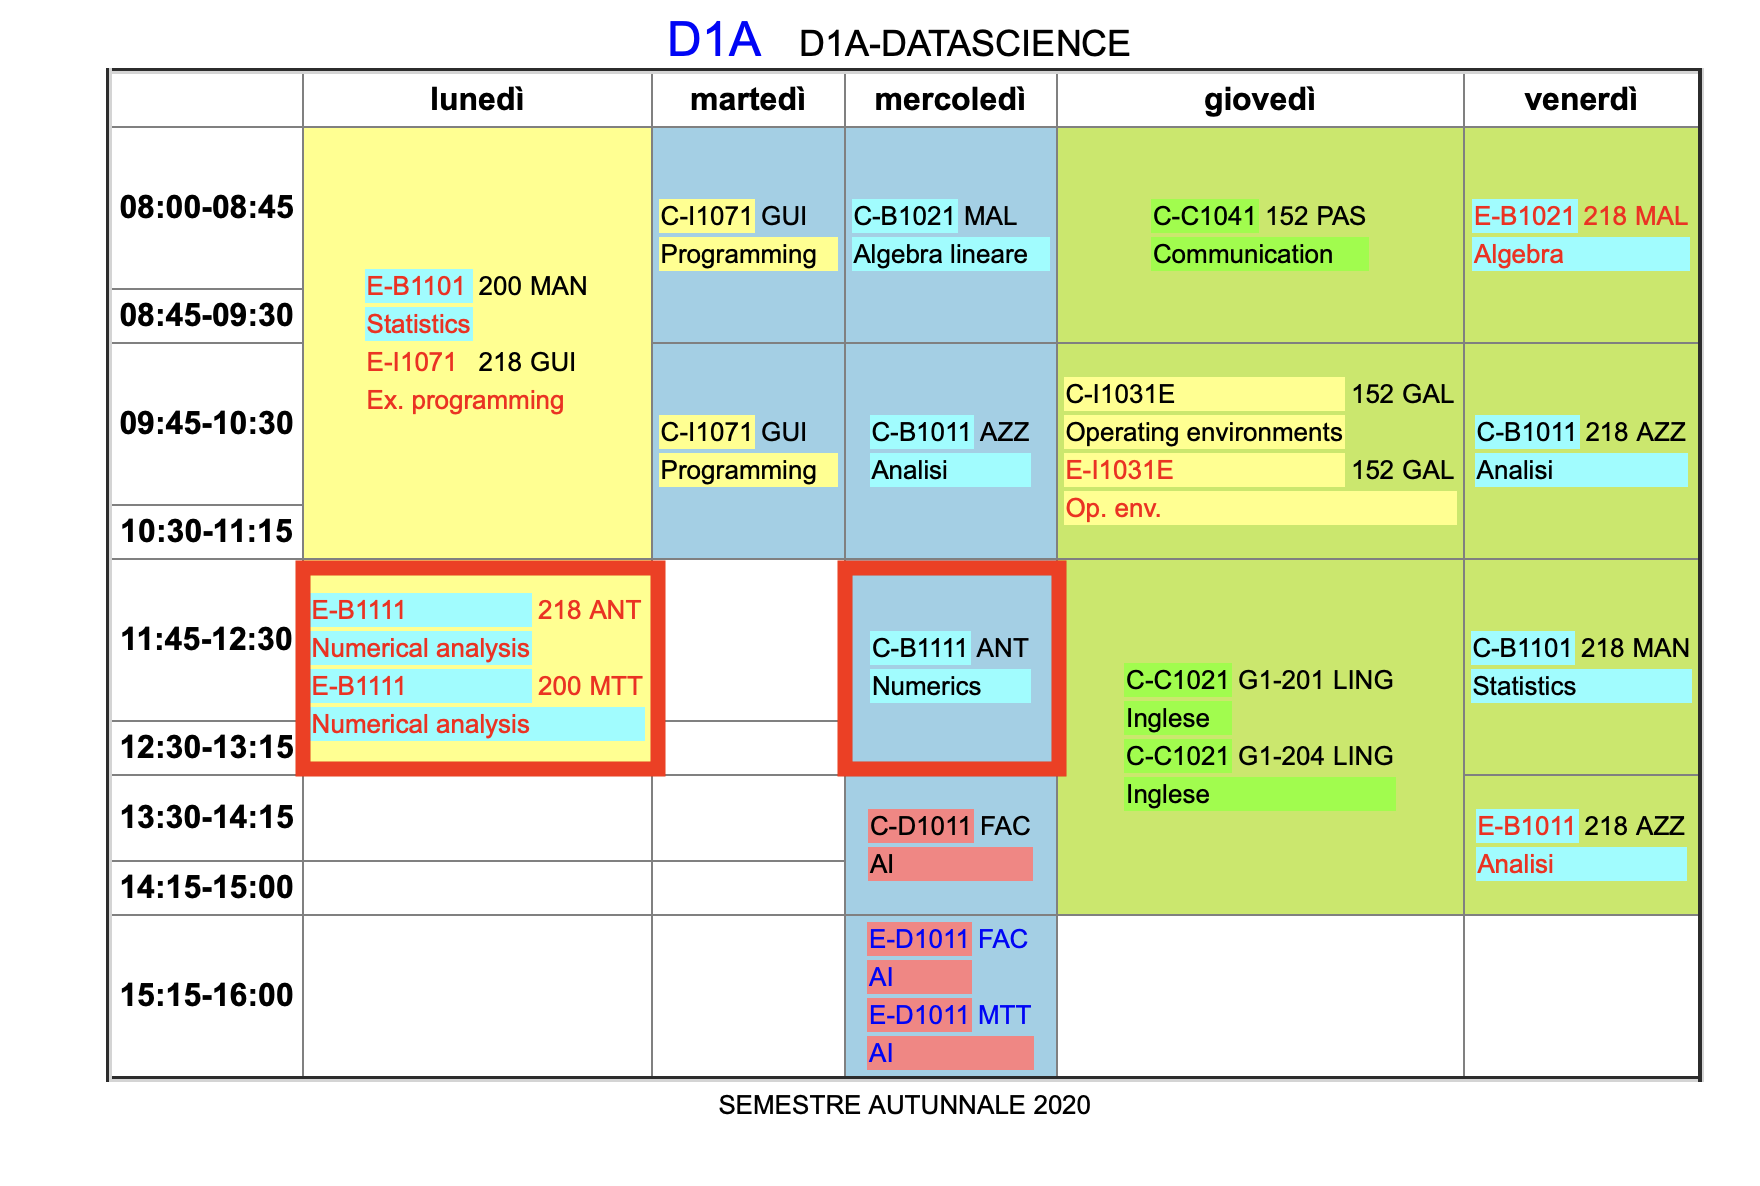 D1A D1A-DATASCIENCE
lunedì martedì mercoledì giovedì venerdì
08:00-08:45
08:45-09:30
09:45-10:30
10:30-11:15
11:45-12:30
12:30-13:15
13:30-14:15
14:15-15:00
15:15-16:00
E-B1101 200 MAN
Statistics
E-I1071 218 GUI
Ex. programming
E-B1111 218 ANT
Numerical analysis
E-B1111 200 MTT
Numerical analysis
C-I1071 GUI
Programming
C-I1071 GUI
Programming
C-B1021 MAL
Algebra lineare
C-B1011 AZZ
Analisi
C-B1111 ANT
Numerics
C-D1011 FAC
AI
E-D1011 FAC
AI
E-D1011 MTT
AI
C-C1041 152 PAS
Communication
C-I1031E 152 GAL
Operating environments
E-I1031E 152 GAL
Op. env.
C-C1021 G1-201 LING
Inglese
C-C1021 G1-204 LING
Inglese
E-B1021 218 MAL
Algebra
C-B1011 218 AZZ
Analisi
C-B1101 218 MAN
Statistics
E-B1011 218 AZZ
Analisi
SEMESTRE AUTUNNALE 2020